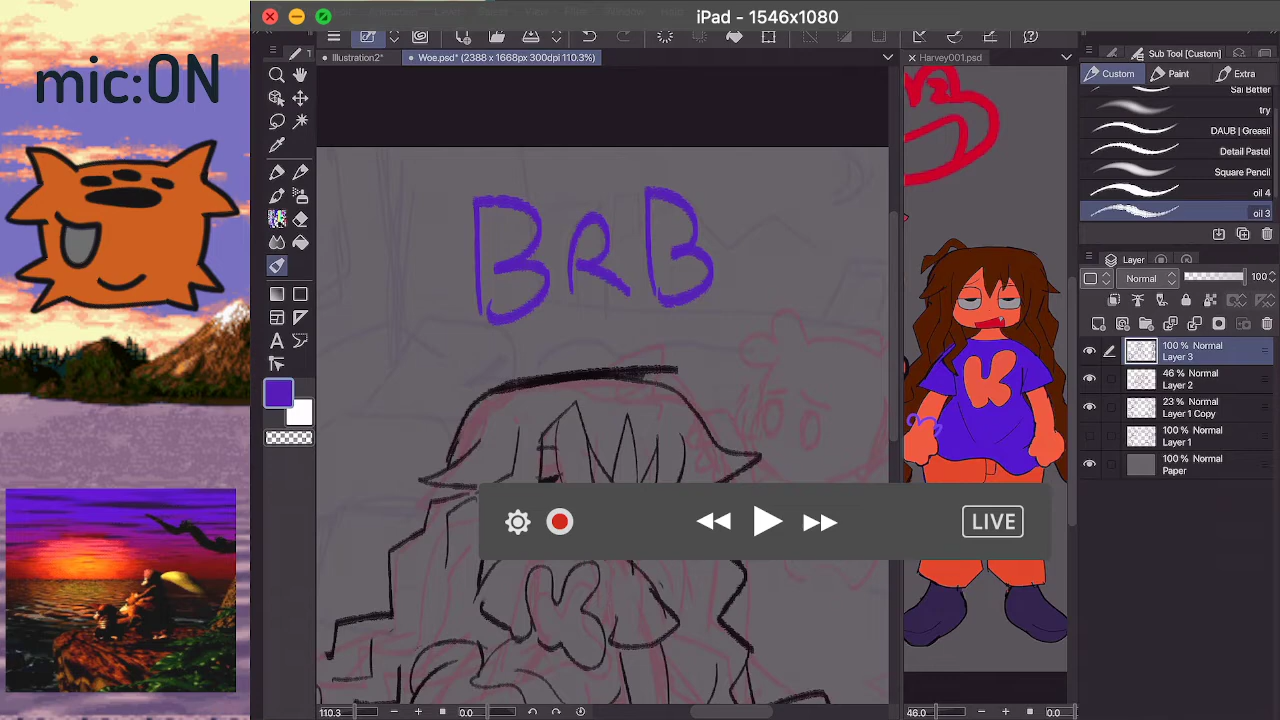 iPad - 1546x1080
mic:ON
Illustration2*
Woe.psd* (2388 x 1668px 300dpi 110.3%)
Harvey001.psd
Sub Tool[Custom]
Custom
Paint
Extra
Sai Better
try
DAUB | Greasil
Detail Pastel
Square Pencil
oil 4
oil 3
BRB
Layer
Normal
100
100 % Normal
Layer 3
46 % Normal
Layer 2
23 % Normal
Layer 1 Copy
100 % Normal
Layer 1
100 % Normal
Paper
K
LIVE
K
110.3
0.0
46.0
0.0